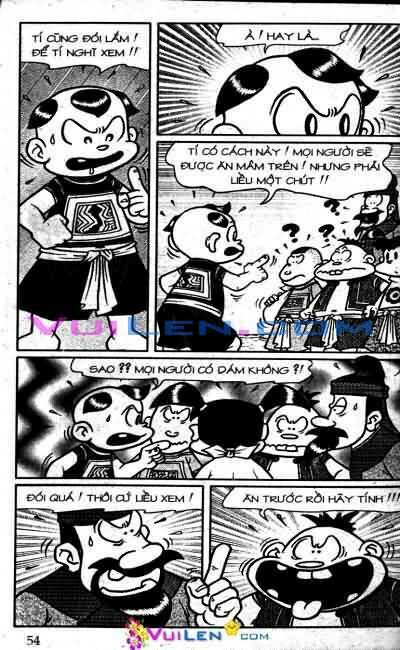 TÍ CŨNG ĐÓI LẮM !
ĐỂ TÍ NGHĨ XEM !!
À ! HAY LÀ...
TÍ CÓ CÁCH NÀY ! MỌI NGƯỜI SẼ
ĐƯỢC ĂN MÂM TRÊN ! NHƯNG PHẢI
LIỀU MỘT CHÚT !!
? ? ?
VuiLen.com
SAO ?? MỌI NGƯỜI CÓ DÁM KHÔNG ?!
ĐÓI QUÁ ! THÔI CỨ LIỀU XEM !
ĂN TRƯỚC RỒI HÃY TÍNH !!!
54
VuiLen.com